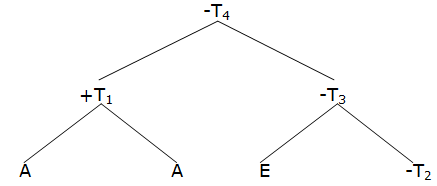 -T₄
+T₁ -T₃
A A E -T₂